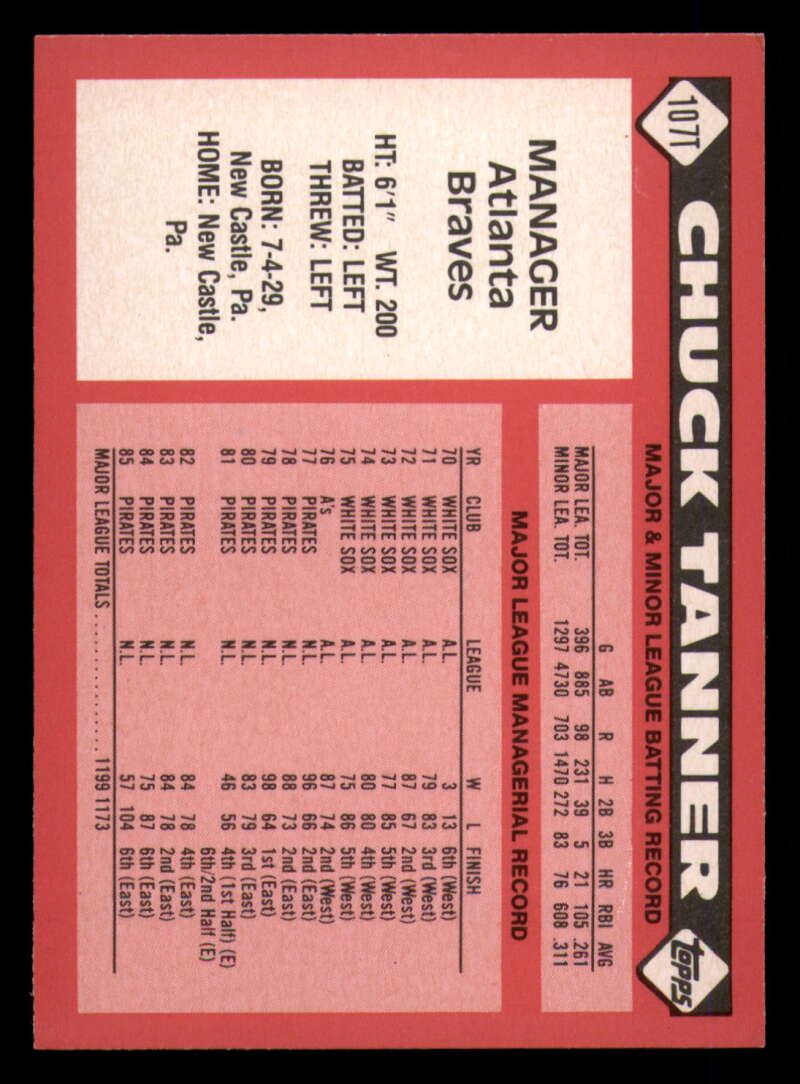 107T
CHUCK TANNER
topps
MANAGER
Atlanta
Braves
HT: 6'1" WT. 200
BATTED: LEFT
THREW: LEFT
BORN: 7-4-29,
New Castle, Pa.
HOME: New Castle,
Pa.
MAJOR & MINOR LEAGUE BATTING RECORD
G AB R H 2B 3B HR RBI AVG
MAJOR LEA. TOT. 396 885 98 231 39 5 21 105 .261
MINOR LEA. TOT. 1297 4730 703 1470 272 83 76 608 .311
MAJOR LEAGUE MANAGERIAL RECORD
YR CLUB LEAGUE W L FINISH
70 WHITE SOX A.L. 3 13 6th (West)
71 WHITE SOX A.L. 79 83 3rd (West)
72 WHITE SOX A.L. 87 67 2nd (West)
73 WHITE SOX A.L. 77 85 5th (West)
74 WHITE SOX A.L. 80 80 4th (West)
75 WHITE SOX A.L. 75 86 5th (West)
76 A's A.L. 87 74 2nd (West)
77 PIRATES N.L. 96 66 2nd (East)
78 PIRATES N.L. 88 73 2nd (East)
79 PIRATES N.L. 98 64 1st (East)
80 PIRATES N.L. 83 79 3rd (East)
81 PIRATES N.L. 46 56 4th (1st Half) (E)
6th/2nd Half (E)
82 PIRATES N.L. 84 78 4th (East)
83 PIRATES N.L. 84 78 2nd (East)
84 PIRATES N.L. 75 87 6th (East)
85 PIRATES N.L. 57 104 6th (East)
MAJOR LEAGUE TOTALS .................. 1199 1173